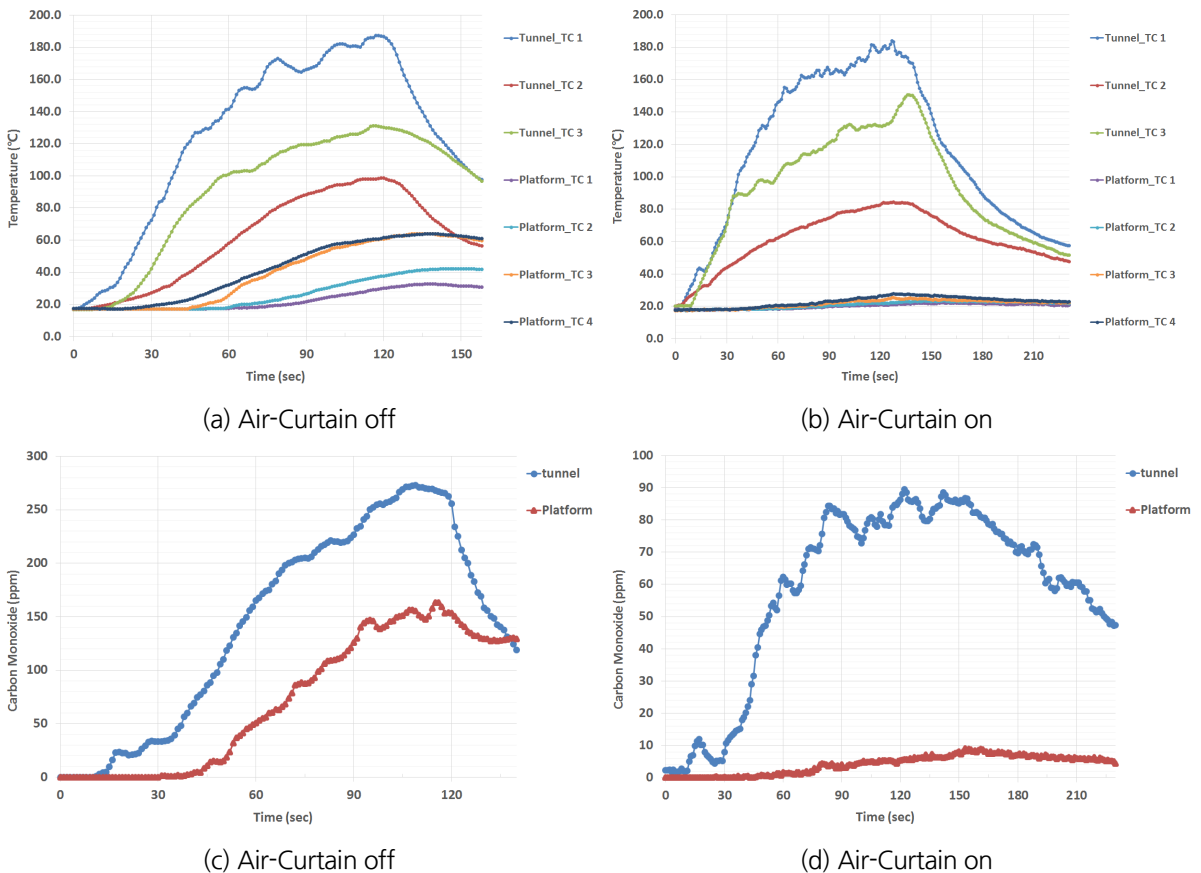 200.0
180.0
160.0
140.0
120.0
100.0
80.0
60.0
40.0
20.0
0.0
Temperature (℃)
0 30 60 90 120 150
Time (sec)
Tunnel_TC 1
Tunnel_TC 2
Tunnel_TC 3
Platform_TC 1
Platform_TC 2
Platform_TC 3
Platform_TC 4
(a) Air-Curtain off
200.0
180.0
160.0
140.0
120.0
100.0
80.0
60.0
40.0
20.0
0.0
Temperature (℃)
0 30 60 90 120 150 180 210
Time (sec)
Tunnel_TC 1
Tunnel_TC 2
Tunnel_TC 3
Platform_TC 1
Platform_TC 2
Platform_TC 3
Platform_TC 4
(b) Air-Curtain on
300
250
200
150
100
50
0
Carbon Monoxide (ppm)
0 30 60 90 120
Time (sec)
tunnel
Platform
(c) Air-Curtain off
100
90
80
70
60
50
40
30
20
10
0
Carbon Monoxide (ppm)
0 30 60 90 120 150 180 210
Time (sec)
tunnel
Platform
(d) Air-Curtain on